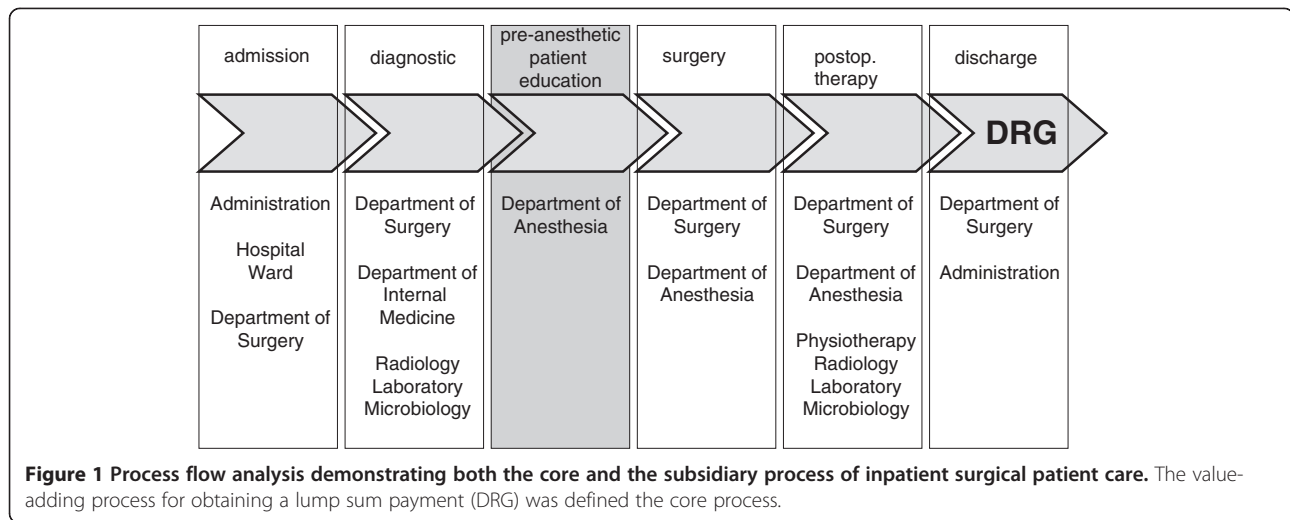 admission
diagnostic
pre-anesthetic
patient
education
surgery
postop.
therapy
discharge
DRG
Administration
Hospital
Ward
Department of
Surgery
Department of
Surgery
Department of
Internal
Medicine
Radiology
Laboratory
Microbiology
Department of
Anesthesia
Department of
Surgery
Department of
Anesthesia
Department of
Surgery
Department of
Anesthesia
Physiotherapy
Radiology
Laboratory
Microbiology
Department of
Surgery
Administration
Figure 1 Process flow analysis demonstrating both the core and the subsidiary process of inpatient surgical patient care. The value-
adding process for obtaining a lump sum payment (DRG) was defined the core process.